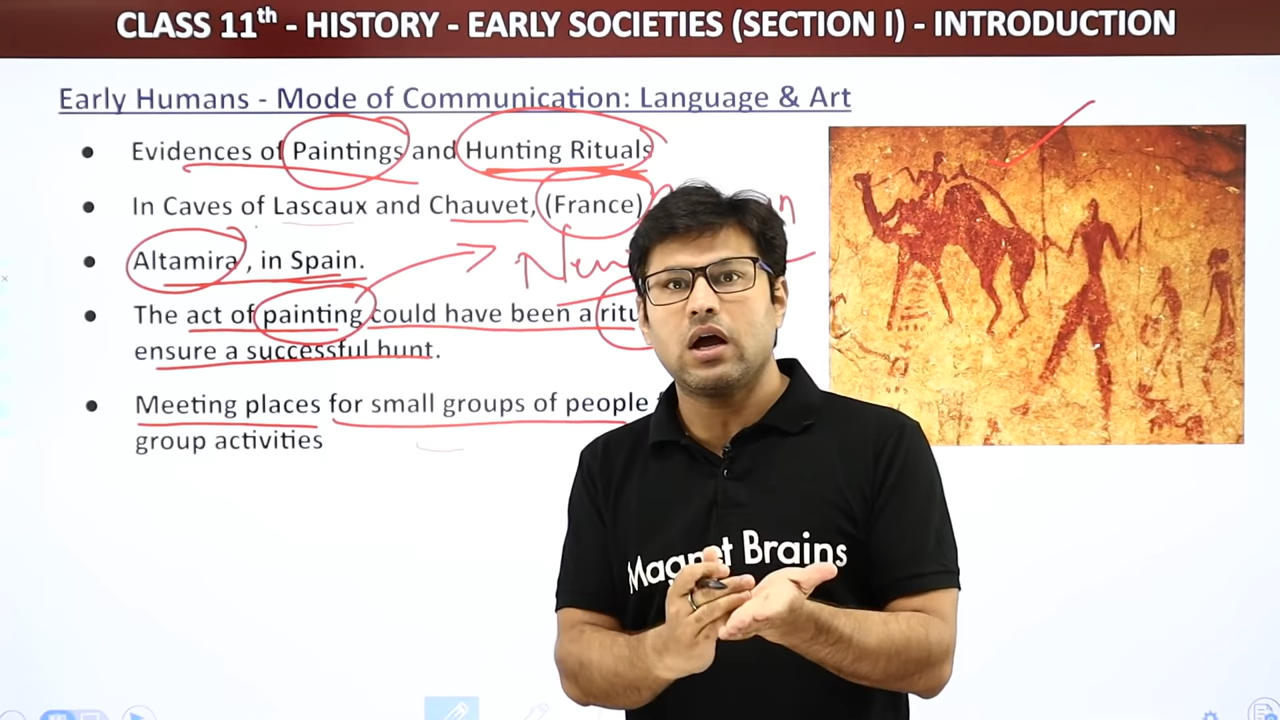 CLASS 11th - HISTORY - EARLY SOCIETIES (SECTION I) - INTRODUCTION
Early Humans - Mode of Communication: Language & Art
● Evidences of Paintings and Hunting Rituals
● In Caves of Lascaux and Chauvet, (France)
● Altamira , in Spain.
● The act of painting could have been a
ensure a successful hunt.
● Meeting places for small groups of people
group activities
Magnet Brains